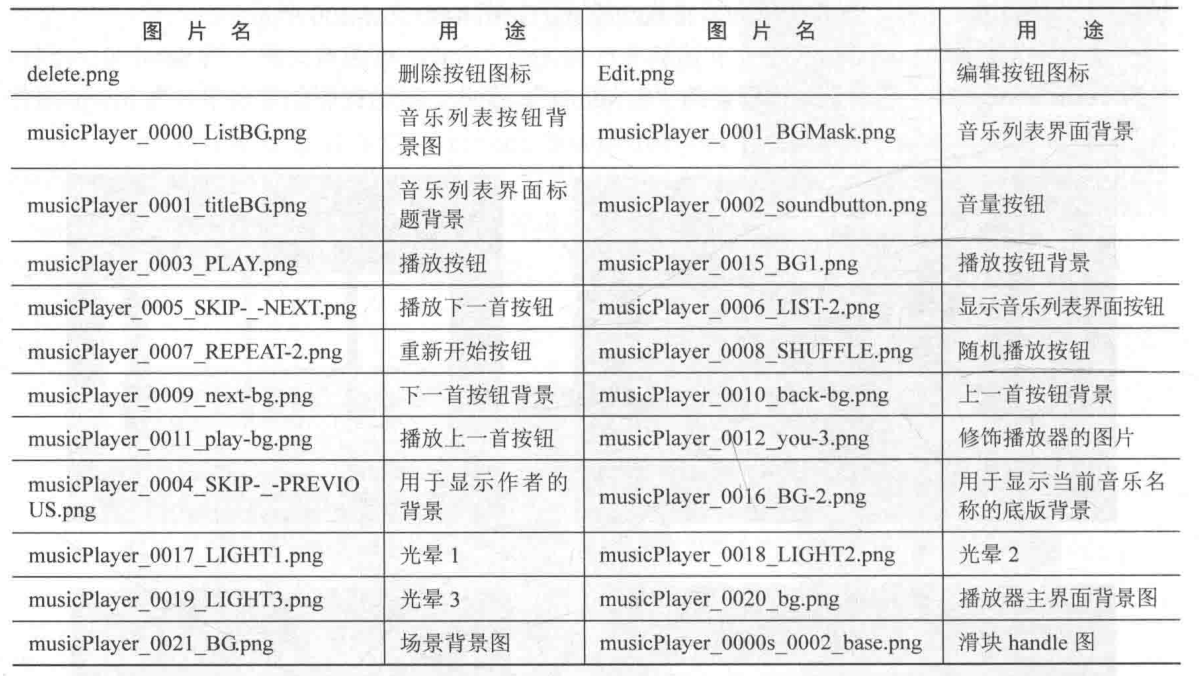 图 片 名 用 途 图 片 名 用 途
delete.png 删除按钮图标 Edit.png 编辑按钮图标
musicPlayer_0000_ListBG.png 音乐列表按钮背
景图 musicPlayer_0001_BGMask.png 音乐列表界面背景
musicPlayer_0001_titleBG.png 音乐列表界面标
题背景 musicPlayer_0002_soundbutton.png 音量按钮
musicPlayer_0003_PLAY.png 播放按钮 musicPlayer_0015_BG1.png 播放按钮背景
musicPlayer_0005_SKIP-_-NEXT.png 播放下一首按钮 musicPlayer_0006_LIST-2.png 显示音乐列表界面按钮
musicPlayer_0007_REPEAT-2.png 重新开始按钮 musicPlayer_0008_SHUFFLE.png 随机播放按钮
musicPlayer_0009_next-bg.png 下一首按钮背景 musicPlayer_0010_back-bg.png 上一首按钮背景
musicPlayer_0011_play-bg.png 播放上一首按钮 musicPlayer_0012_you-3.png 修饰播放器的图片
musicPlayer_0004_SKIP-_-PREVIO
US.png 用于显示作者的
背景 musicPlayer_0016_BG-2.png 用于显示当前音乐名
称的底版背景
musicPlayer_0017_LIGHT1.png 光晕 1 musicPlayer_0018_LIGHT2.png 光晕 2
musicPlayer_0019_LIGHT3.png 光晕 3 musicPlayer_0020_bg.png 播放器主界面背景图
musicPlayer_0021_BG.png 场景背景图 musicPlayer_0000s_0002_base.png 滑块 handle 图